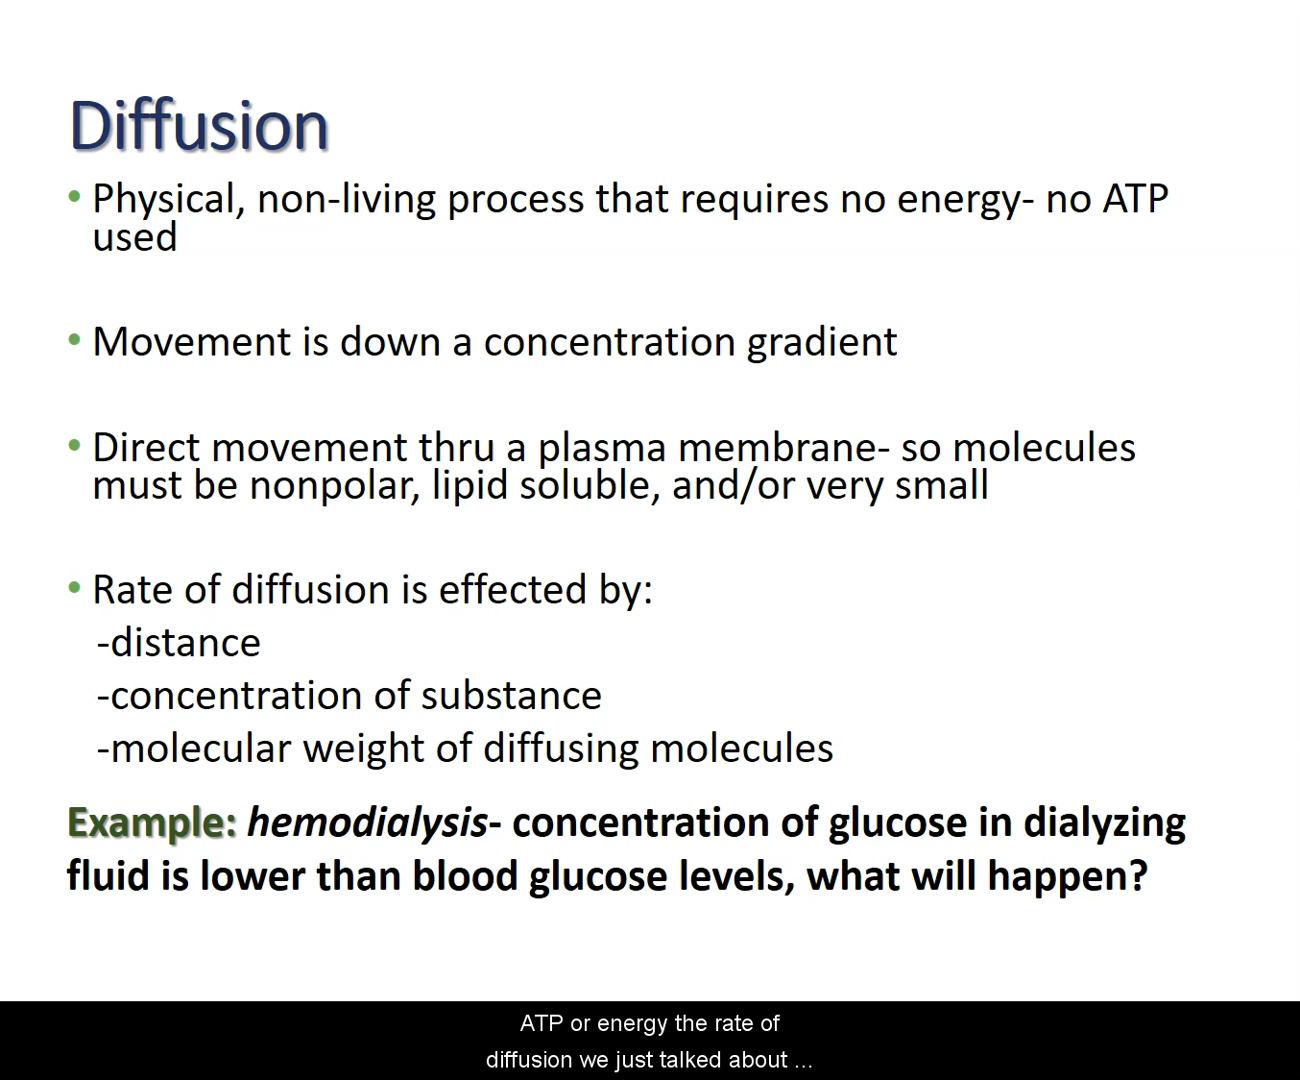 Diffusion
• Physical, non-living process that requires no energy- no ATP
used
• Movement is down a concentration gradient
• Direct movement thru a plasma membrane- so molecules
must be nonpolar, lipid soluble, and/or very small
• Rate of diffusion is effected by:
-distance
-concentration of substance
-molecular weight of diffusing molecules
Example: hemodialysis- concentration of glucose in dialyzing
fluid is lower than blood glucose levels, what will happen?
ATP or energy the rate of
diffusion we just talked about ...